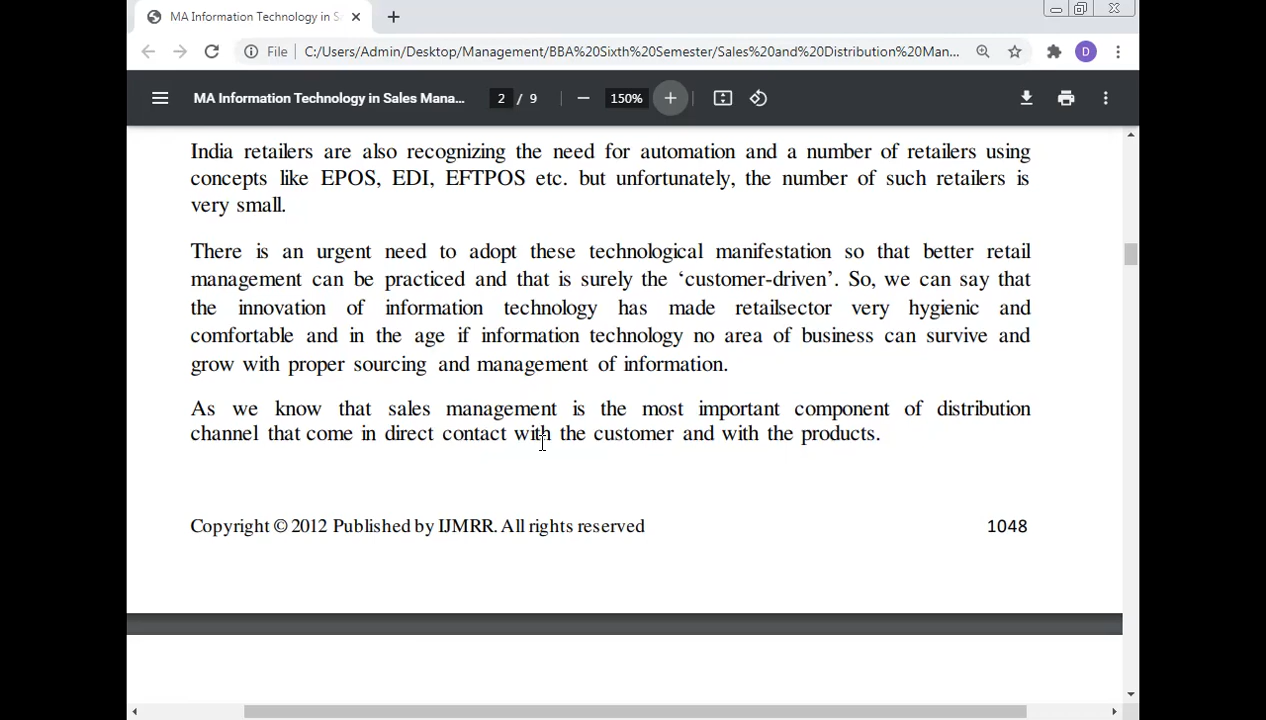 MA Information Technology in S
File C:/Users/Admin/Desktop/Management/BBA%20Sixth%20Semester/Sales%20and%20Distribution%20Man...
D
MA Information Technology in Sales Mana... 2 / 9 150%
India retailers are also recognizing the need for automation and a number of retailers using
concepts like EPOS, EDI, EFTPOS etc. but unfortunately, the number of such retailers is
very small.
There is an urgent need to adopt these technological manifestation so that better retail
management can be practiced and that is surely the ‘customer-driven’. So, we can say that
the innovation of information technology has made retailsector very hygienic and
comfortable and in the age if information technology no area of business can survive and
grow with proper sourcing and management of information.
As we know that sales management is the most important component of distribution
channel that come in direct contact with the customer and with the products.
Copyright © 2012 Published by IJMRR. All rights reserved 1048